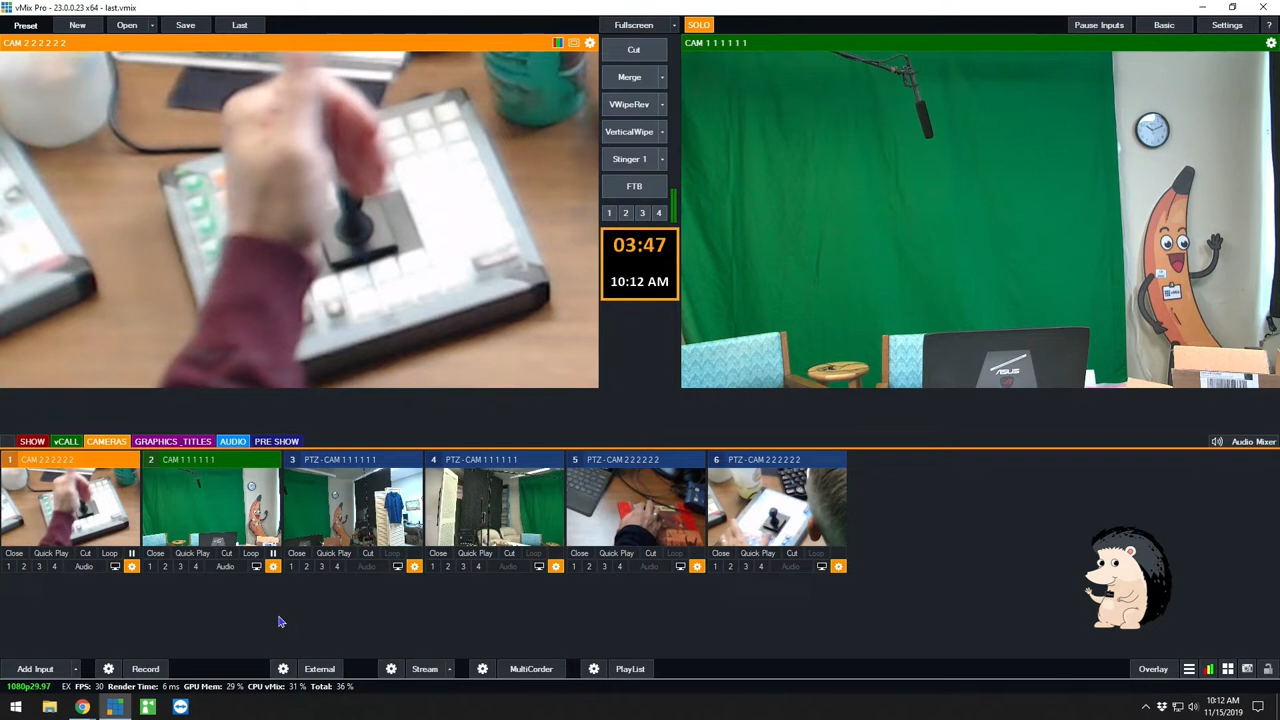 vMix Pro - 23.0.0.23 x64 - last.vmix
Preset New Open Save Last Fullscreen SOLO Pause Inputs Basic Settings ?
CAM 2 2 2 2 2 2
CAM 1 1 1 1 1 1
Cut
Merge
VWipeRev
VerticalWipe
Stinger 1
FTB
1 2 3 4
03:47
10:12 AM
ASUS
SHOW vCALL CAMERAS GRAPHICS_TITLES AUDIO PRE SHOW Audio Mixer
1 CAM 2 2 2 2 2 2 2 CAM 1 1 1 1 1 1 3 PTZ - CAM 1 1 1 1 1 1 4 PTZ - CAM 1 1 1 1 1 1 5 PTZ - CAM 2 2 2 2 2 2 6 PTZ - CAM 2 2 2 2 2 2
Close Quick Play Cut Loop Close Quick Play Cut Loop Close Quick Play Cut Loop Close Quick Play Cut Loop Close Quick Play Cut Loop Close Quick Play Cut Loop
1 2 3 4 Audio 1 2 3 4 Audio 1 2 3 4 Audio 1 2 3 4 Audio 1 2 3 4 Audio 1 2 3 4 Audio
Add Input Record External Stream MultiCorder PlayList Overlay
1080p29.97 EX FPS: 30 Render Time: 6 ms GPU Mem: 29 % CPU vMix: 31 % Total: 36 %
10:12 AM
11/15/2019